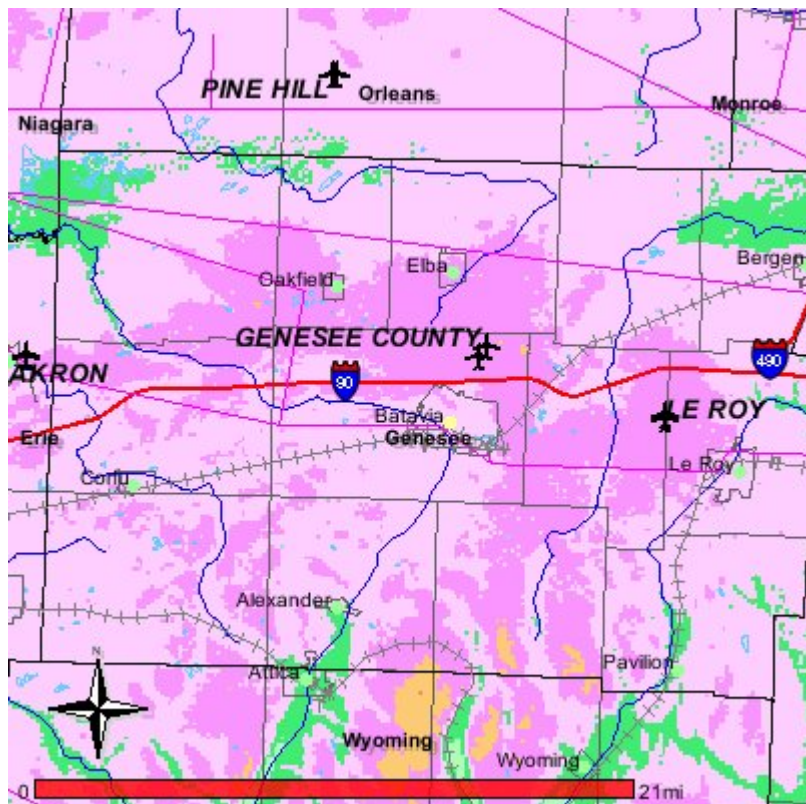 PINE HILL
Orleans
Monroe
Niagara
Bergen
Elba
Oakfield
GENESEE COUNTY
490
AKRON
90
LE ROY
Batavia
Erie
Genesee
Le Roy
Corfu
Alexander
Pavilion
Attica
Wyoming
Wyoming
0
21mi